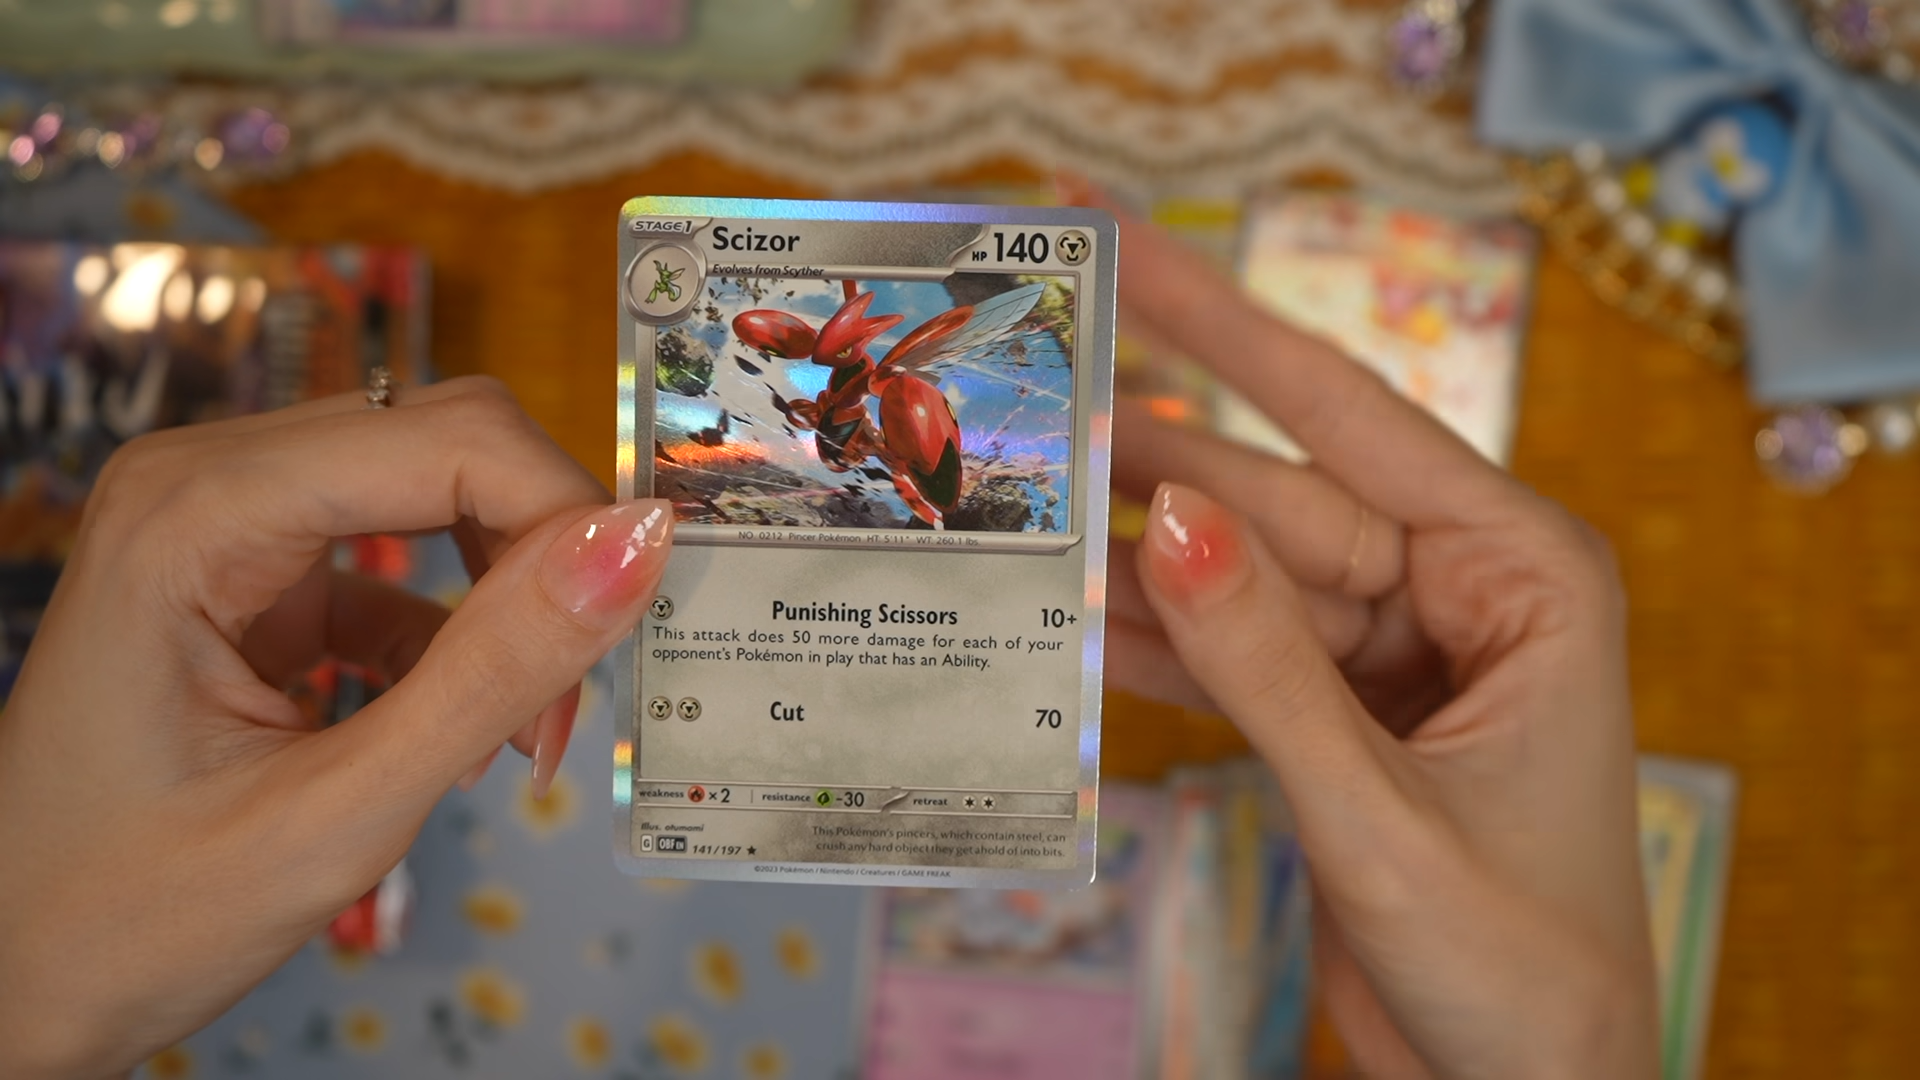 STAGE1
Scizor
HP 140
Evolves from Scyther
NO. 0212 Pincer Pokémon HT: 5'11" WT: 260.1 lbs.
Punishing Scissors 10+
This attack does 50 more damage for each of your
opponent's Pokémon in play that has an Ability.
Cut 70
weakness ×2 resistance -30 retreat
Illus. otumami
This Pokémon's pincers, which contain steel, can
crush any hard object they get ahold of into bits.
G OBF EN 141/197 ★
©2023 Pokémon / Nintendo / Creatures / GAME FREAK